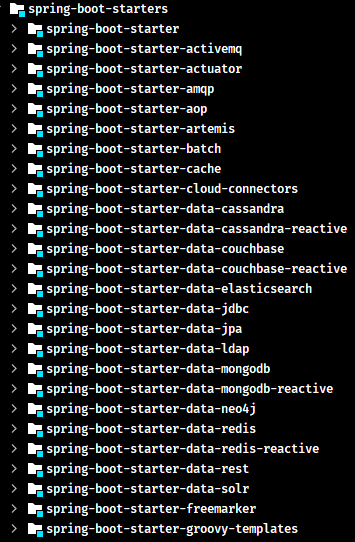 spring-boot-starters
spring-boot-starter
spring-boot-starter-activemq
spring-boot-starter-actuator
spring-boot-starter-amqp
spring-boot-starter-aop
spring-boot-starter-artemis
spring-boot-starter-batch
spring-boot-starter-cache
spring-boot-starter-cloud-connectors
spring-boot-starter-data-cassandra
spring-boot-starter-data-cassandra-reactive
spring-boot-starter-data-couchbase
spring-boot-starter-data-couchbase-reactive
spring-boot-starter-data-elasticsearch
spring-boot-starter-data-jdbc
spring-boot-starter-data-jpa
spring-boot-starter-data-ldap
spring-boot-starter-data-mongodb
spring-boot-starter-data-mongodb-reactive
spring-boot-starter-data-neo4j
spring-boot-starter-data-redis
spring-boot-starter-data-redis-reactive
spring-boot-starter-data-rest
spring-boot-starter-data-solr
spring-boot-starter-freemarker
spring-boot-starter-groovy-templates